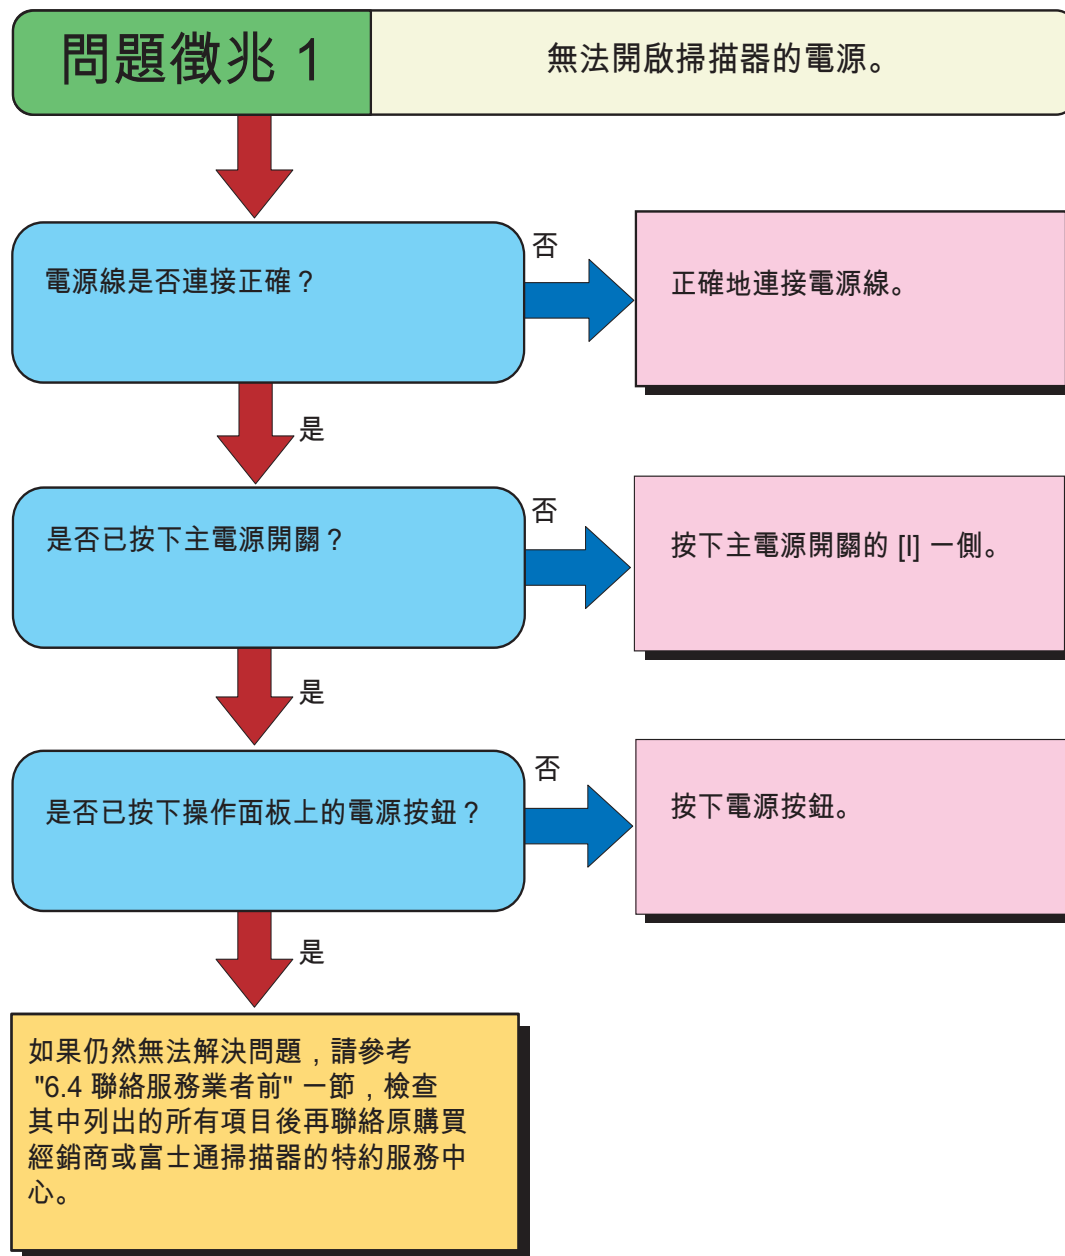 問題徵兆 1
無法開啟掃描器的電源。
電源線是否連接正確？
否
正確地連接電源線。
是
是否已按下主電源開關？
否
按下主電源開關的 [I] 一側。
是
是否已按下操作面板上的電源按鈕？
否
按下電源按鈕。
是
如果仍然無法解決問題，請參考
"6.4 聯絡服務業者前" 一節，檢查
其中列出的所有項目後再聯絡原購買
經銷商或富士通掃描器的特約服務中
心。